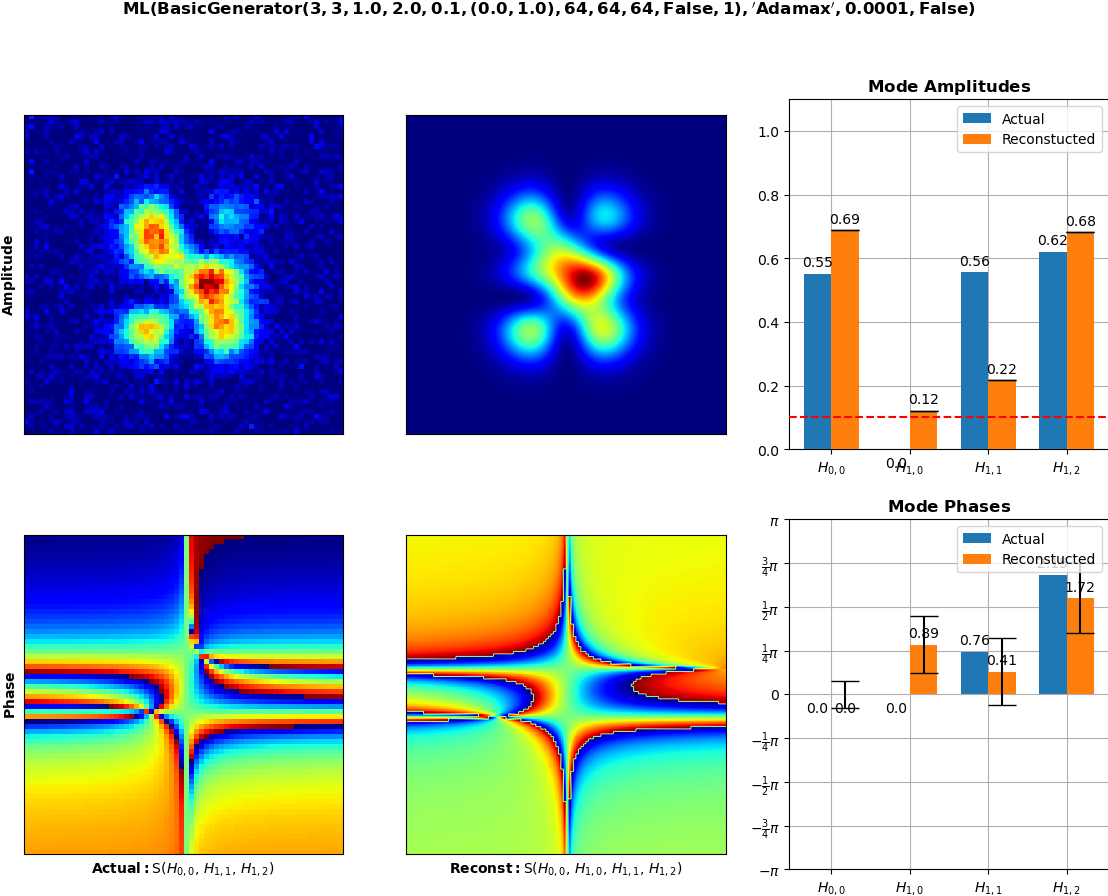 ML(BasicGenerator(3, 3, 1.0, 2.0, 0.1, (0.0, 1.0), 64, 64, 64, False, 1), ′Adamax′, 0.0001, False)
Amplitude
Mode Amplitudes
Actual
Reconstucted
1.0
0.8
0.6
0.4
0.2
0.0
0.55
0.69
0.0
0.12
0.56
0.22
0.62
0.68
H0,0
H1,0
H1,1
H1,2
Phase
Actual: S(H0,0, H1,1, H1,2)
Reconst: S(H0,0, H1,0, H1,1, H1,2)
Mode Phases
Actual
Reconstucted
π
3/4π
1/2π
1/4π
0
−1/4π
−1/2π
−3/4π
−π
0.0
0.0
0.0
0.89
0.76
0.41
1.72
H0,0
H1,0
H1,1
H1,2